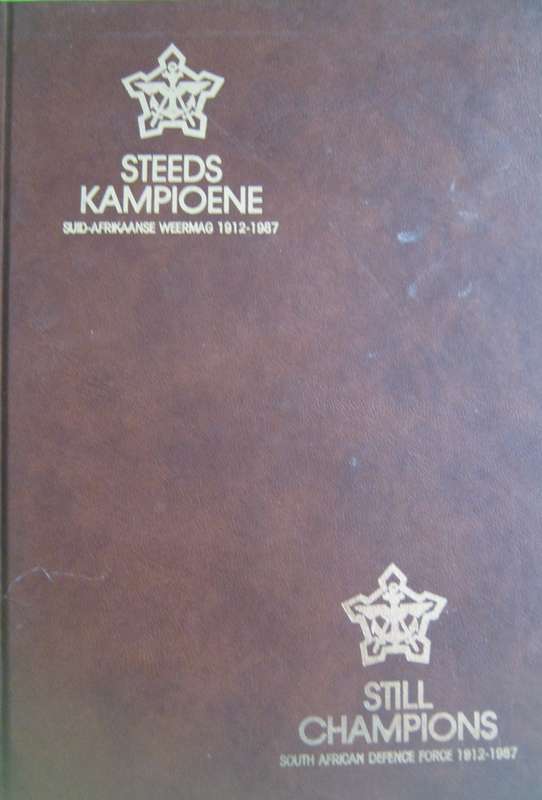 STEEDS
KAMPIOENE
SUID-AFRIKAANSE WEERMAG 1912-1987
STILL
CHAMPIONS
SOUTH AFRICAN DEFENCE FORCE 1912-1987